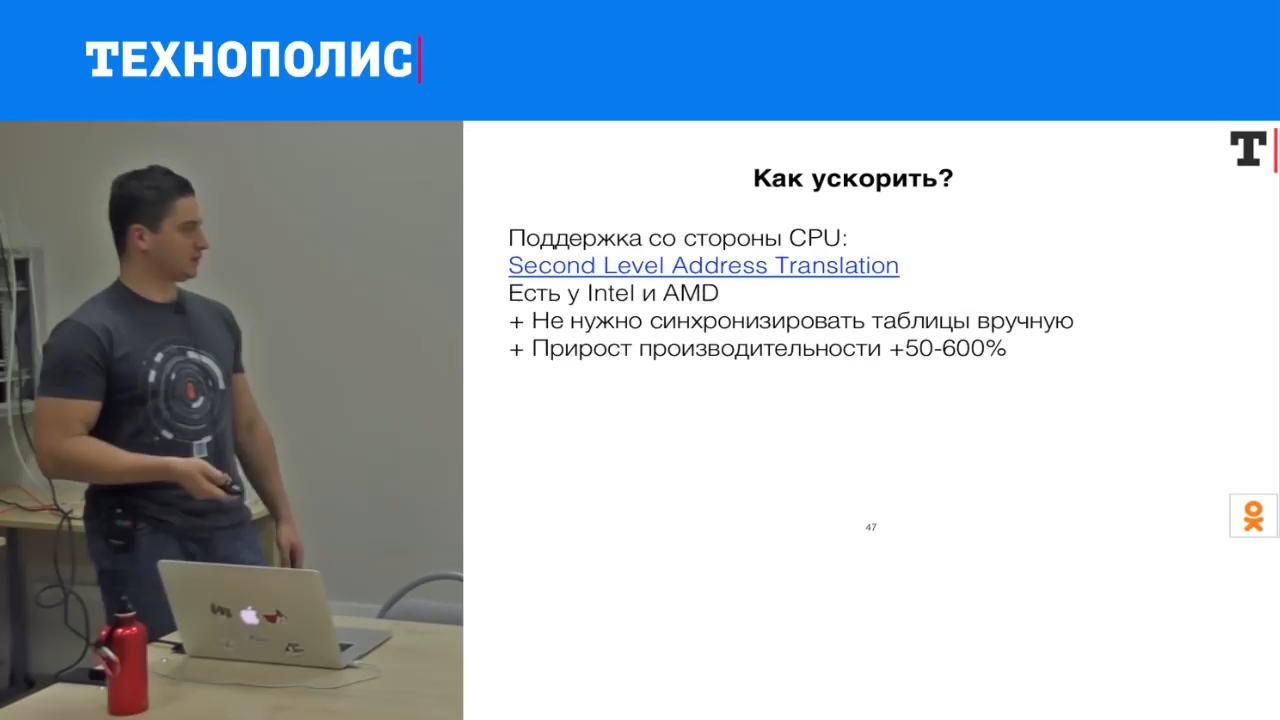 ТЕХНОПОЛИС
Т
Как ускорить?
Поддержка со стороны CPU:
Second Level Address Translation
Есть у Intel и AMD
+ Не нужно синхронизировать таблицы вручную
+ Прирост производительности +50-600%
47